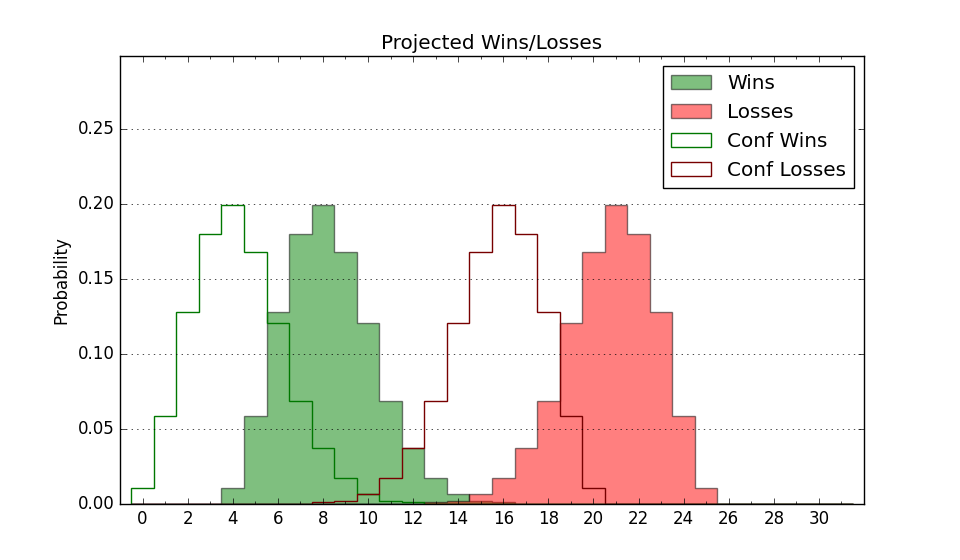 Projected Wins/Losses
Wins
Losses
Conf Wins
Conf Losses
Probability
0.25
0.20
0.15
0.10
0.05
0.00
0 2 4 6 8 10 12 14 16 18 20 22 24 26 28 30